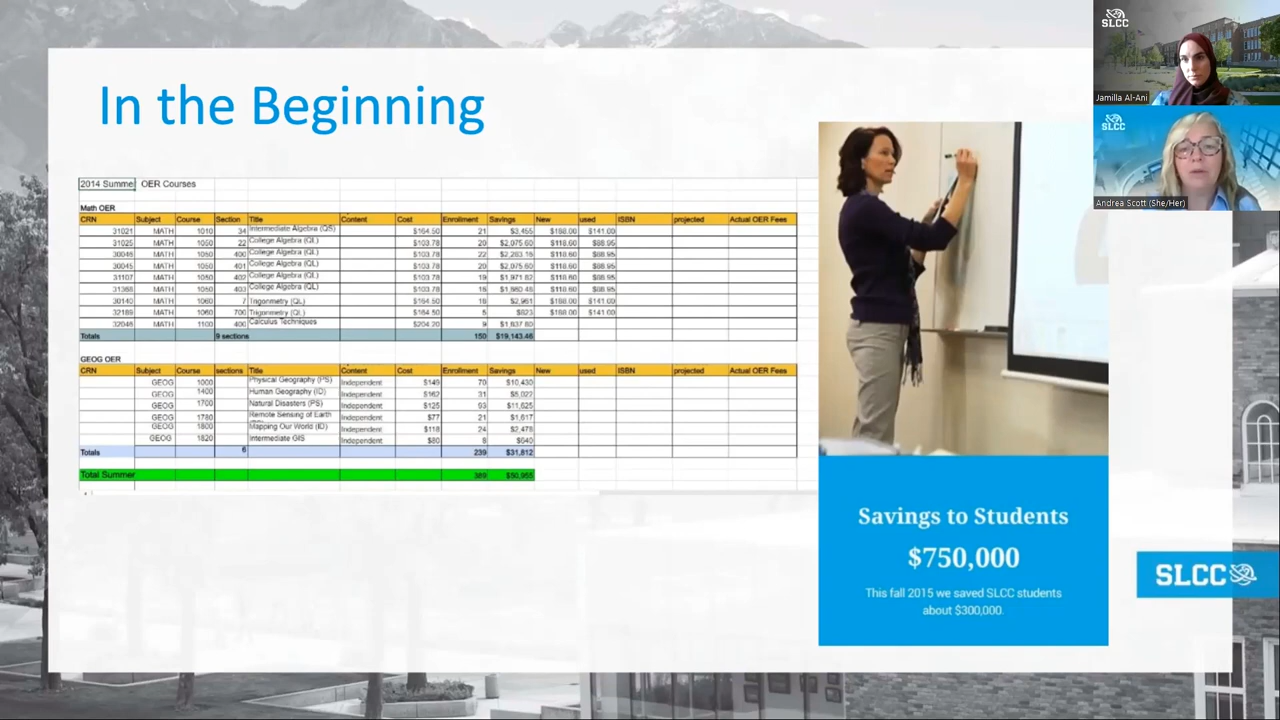 SLCC
Jamilla Al-Ani
SLCC
Andrea Scott (She/Her)
In the Beginning
2014 Summe OER Courses
Math OER
CRN Subject Course Section Title Content Cost Enrollment Savings New used ISBN projected Actual OER Fees
31021 MATH 1010 34 Intermediate Algebra (QS) $164.50 21 $3,455 $188.00 $141.00
31025 MATH 1050 22 College Algebra (QL) $103.78 20 $2,075.60 $118.60 $88.95
30046 MATH 1050 400 College Algebra (QL) $103.78 22 $2,283.16 $118.60 $88.95
30045 MATH 1050 401 College Algebra (QL) $103.78 20 $2,075.60 $118.60 $88.95
31107 MATH 1050 402 College Algebra (QL) $103.78 19 $1,971.82 $118.60 $88.95
31368 MATH 1050 403 College Algebra (QL) $103.78 $118.60 $88.95
30140 MATH 1060 7 Trigonmetry (QL) $164.50 18 $2,961 $188.00 $141.00
32189 MATH 1060 700 Trigonmetry (QL) $164.50 5 $823 $188.00 $141.00
32046 MATH 1100 400 Calculus Techniques $204.20 9 $1,837.80
Totals 9 sections 150 $19,143.46
GEOG OER
CRN Subject Course sections Title Content Cost Enrollment Savings New used ISBN projected Actual OER Fees
GEOG 1000 Physical Geography (PS) Independent $149 70 $10,430
GEOG 1400 Human Geography (ID) Independent $162 31 $5,022
GEOG 1700 Natural Disasters (PS) Independent $125 93 $11,625
GEOG 1780 Remote Sensing of Earth Independent $77 21 $1,617
GEOG 1800 Mapping Our World (ID) Independent $118 24 $2,478
GEOG 1820 Intermediate GIS Independent $80 8 $640
Totals 6 239 $31,812
Total Summer 389 $50,955
Savings to Students
$750,000
This fall 2015 we saved SLCC students
about $300,000.
SLCC